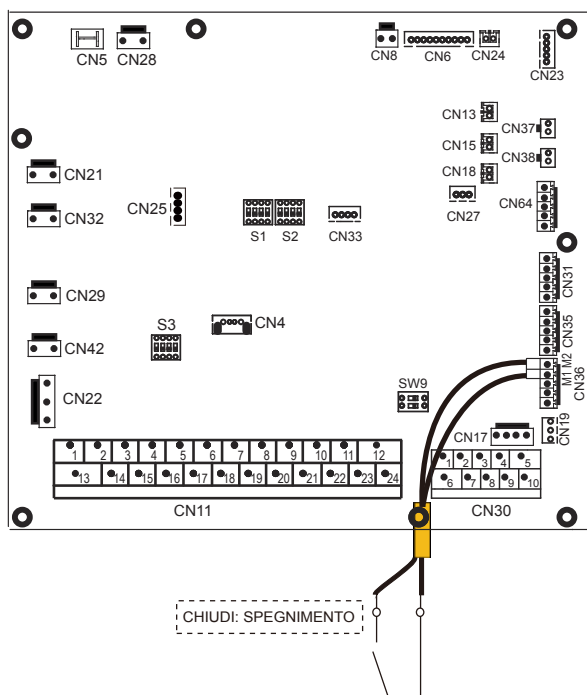 CN5
CN28
CN8
CN6
CN24
CN23
CN13
CN37
CN15
CN38
CN18
CN21
CN25
CN32
S1
S2
CN33
CN27
CN64
CN31
CN29
S3
CN4
CN35
CN42
M1 M2
CN36
CN22
SW9
CN17
CN19
1 2 3 4 5 6 7 8 9 10 11 12
13 14 15 16 17 18 19 20 21 22 23 24
CN11
1 2 3 4 5
6 7 8 9 10
CN30
CHIUDI: SPEGNIMENTO